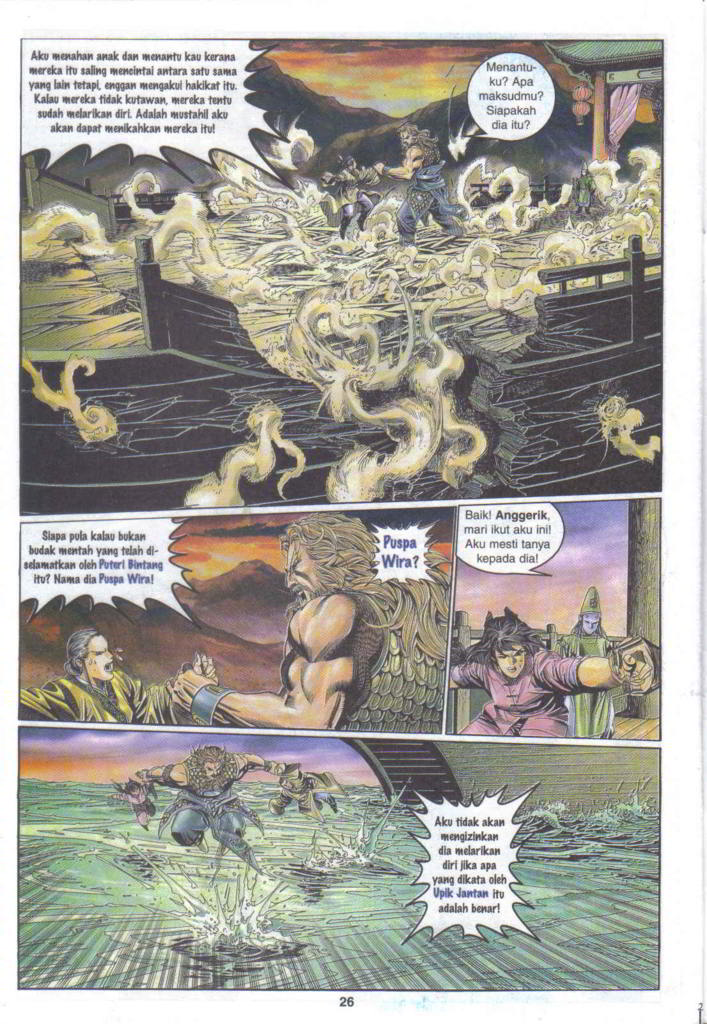 Aku menahan anak dan menantu kau kerana
mereka itu saling mencintai antara satu sama
yang lain tetapi, enggan mengakui hakikat itu.
Kalau mereka tidak kutawan, mereka tentu
sudah melarikan diri. Adalah mustahil aku
akan dapat menikahkan mereka itu!
Menantu-
ku? Apa
maksudmu?
Siapakah
dia itu?
Siapa pula kalau bukan
budak mentah yang telah di-
selamatkan oleh Puteri Bintang
itu? Nama dia Puspa Wira!
Puspa
Wira?
Baik! Anggerik,
mari ikut aku ini!
Aku mesti tanya
kepada dia!
Aku tidak akan
mengizinkan
dia melarikan
diri jika apa
yang dikata oleh
Upik Jantan itu
adalah benar!
26